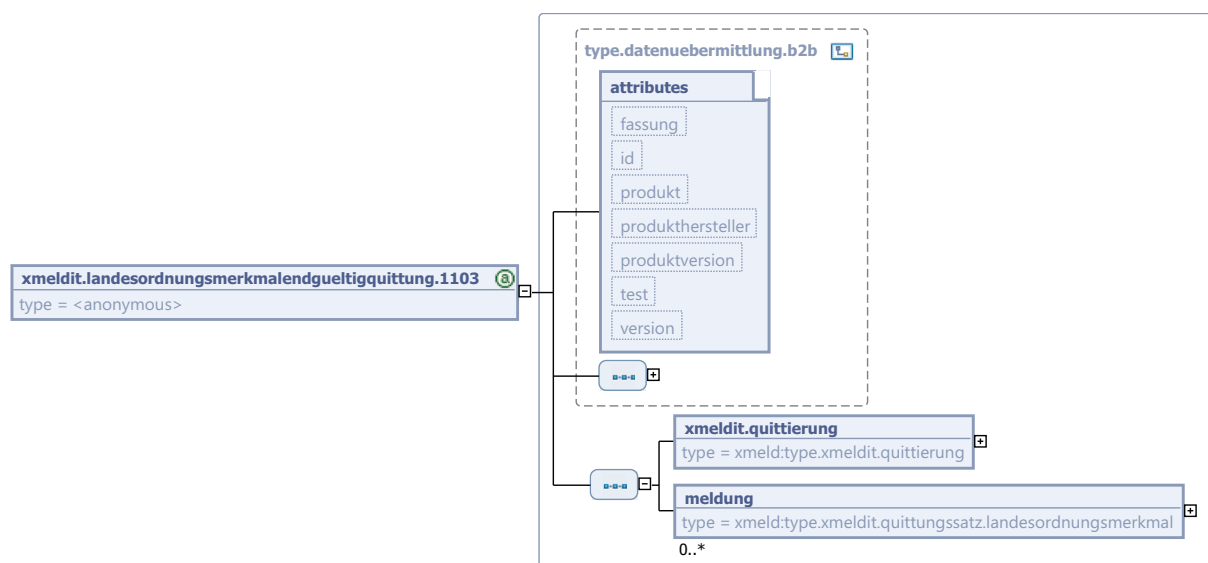 type.datenuebermittlung.b2b
attributes
fassung
id
produkt
produkthersteller
produktversion
test
version
xmeldit.landesordnungsmerkmalendgueltigquittung.1103 a
type = <anonymous>
xmeldit.quittierung
type = xmeld:type.xmeldit.quittierung
meldung
type = xmeld:type.xmeldit.quittungssatz.landesordnungsmerkmal
0..*